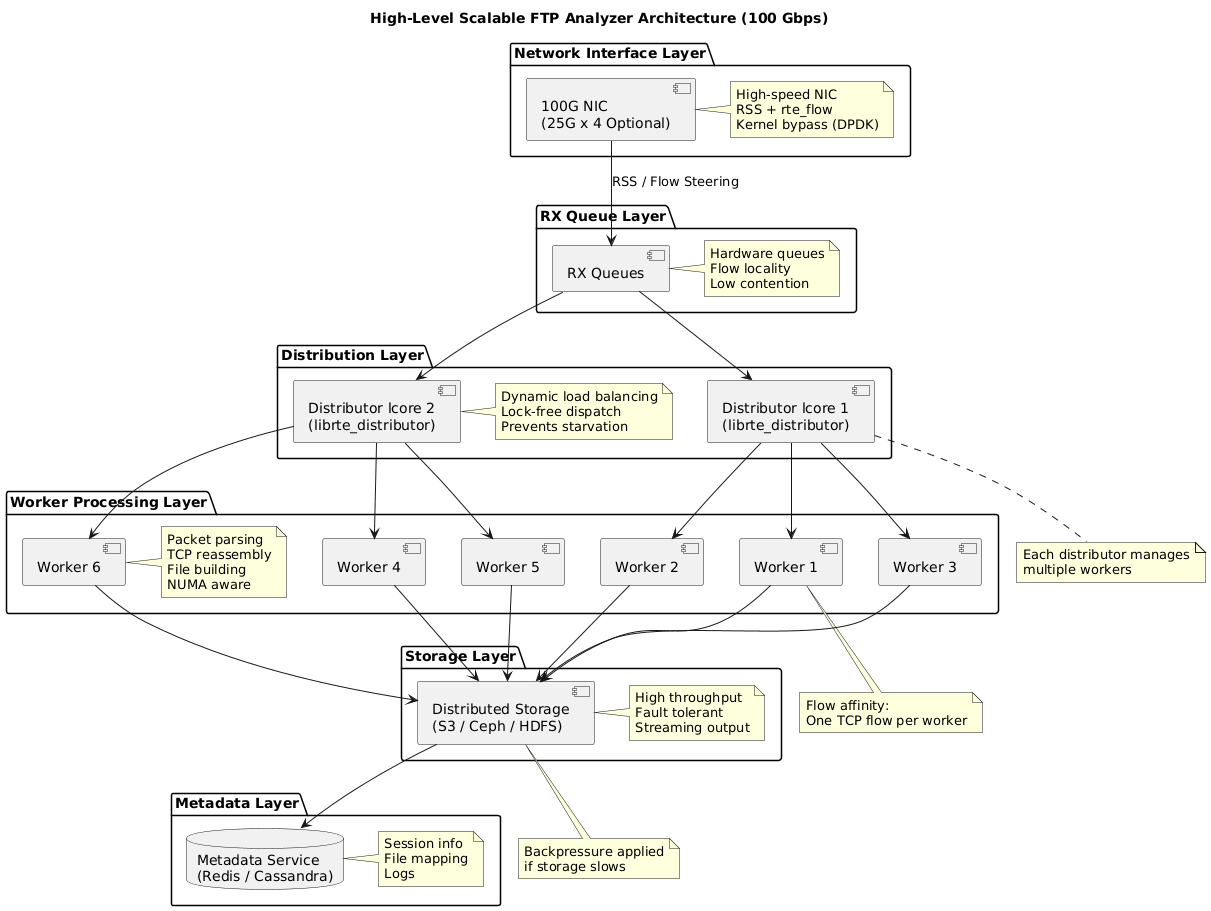 High-Level Scalable FTP Analyzer Architecture (100 Gbps)
Network Interface Layer
100G NIC
(25G x 4 Optional)
High-speed NIC
RSS + rte_flow
Kernel bypass (DPDK)
RSS / Flow Steering
RX Queue Layer
RX Queues
Hardware queues
Flow locality
Low contention
Distribution Layer
Distributor lcore 2
(librte_distributor)
Dynamic load balancing
Lock-free dispatch
Prevents starvation
Distributor lcore 1
(librte_distributor)
Worker Processing Layer
Worker 6
Packet parsing
TCP reassembly
File building
NUMA aware
Worker 4
Worker 5
Worker 2
Worker 1
Worker 3
Each distributor manages
multiple workers
Storage Layer
Distributed Storage
(S3 / Ceph / HDFS)
High throughput
Fault tolerant
Streaming output
Flow affinity:
One TCP flow per worker
Metadata Layer
Metadata Service
(Redis / Cassandra)
Session info
File mapping
Logs
Backpressure applied
if storage slows